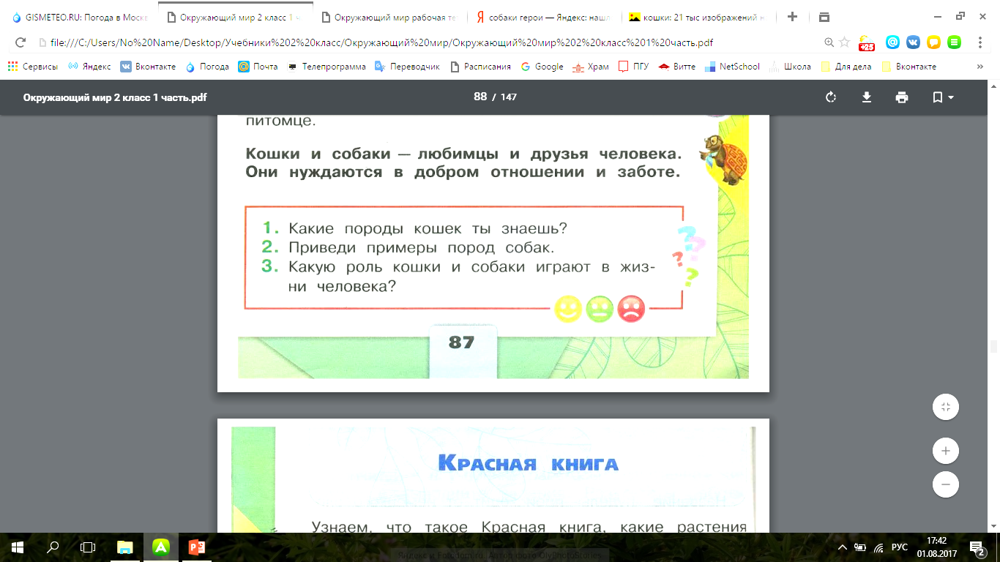 GISMETEO.RU: Погода в Москв
Окружающий мир 2 класс 1 ч
Окружающий мир рабочая те
Я собаки герои — Яндекс: нашл
кошки: 21 тыс изображений н
file:///C:/Users/No%20Name/Desktop/Учебники%202%20класс/Окружающий%20мир/Окружающий%20мир%202%20класс%201%20часть.pdf
+25
Сервисы Яндекс Вконтакте Погода Почта Телепрограмма Переводчик Расписания Google Храм ПГУ Витте NetSchool Школа Для дела Вконтакте »
Окружающий мир 2 класс 1 часть.pdf 88 / 147
питомце.
Кошки и собаки — любимцы и друзья человека.
Они нуждаются в добром отношении и заботе.
1. Какие породы кошек ты знаешь?
2. Приведи примеры пород собак.
3. Какую роль кошки и собаки играют в жиз-
ни человека?
? ? ? ?
87
Красная книга
Узнаем, что такое Красная книга, какие растения
РУС
17:42
01.08.2017
2